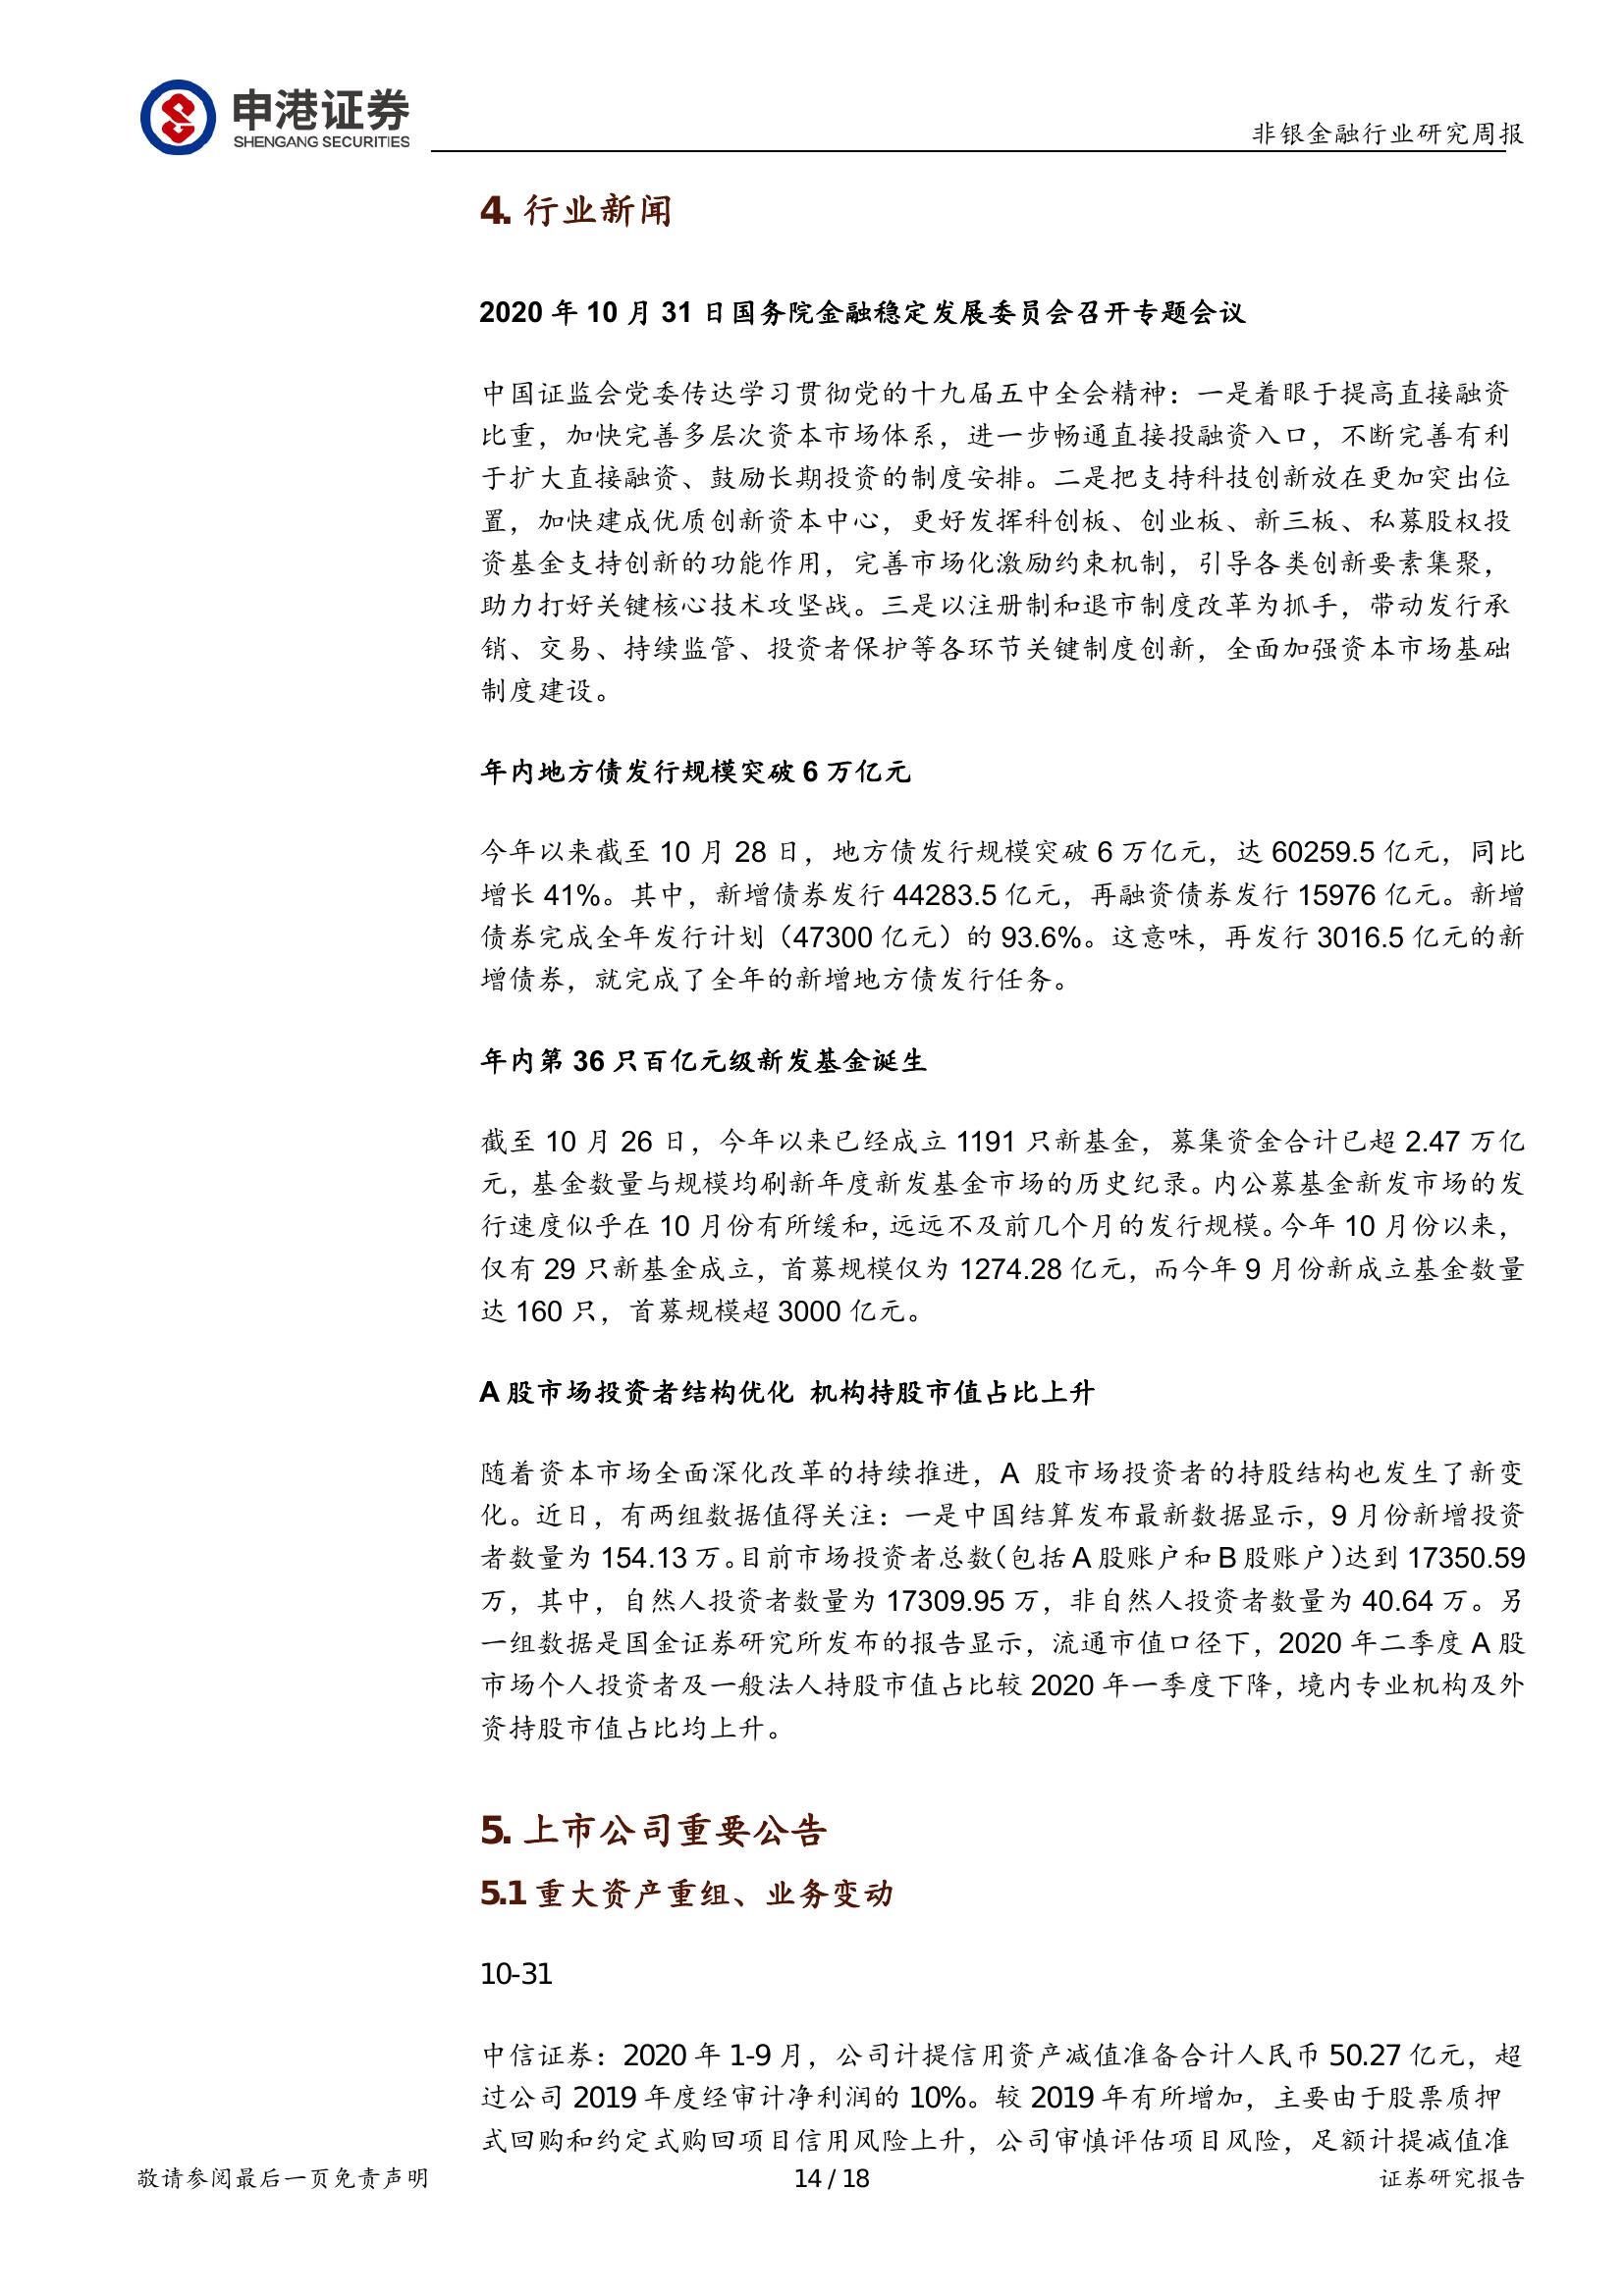 申港证券
SHENGANG SECURITIES
非银金融行业研究周报
4. 行业新闻
2020 年 10 月 31 日国务院金融稳定发展委员会召开专题会议
中国证监会党委传达学习贯彻党的十九届五中全会精神：一是着眼于提高直接融资
比重，加快完善多层次资本市场体系，进一步畅通直接投融资入口，不断完善有利
于扩大直接融资、鼓励长期投资的制度安排。二是把支持科技创新放在更加突出位
置，加快建成优质创新资本中心，更好发挥科创板、创业板、新三板、私募股权投
资基金支持创新的功能作用，完善市场化激励约束机制，引导各类创新要素集聚，
助力打好关键核心技术攻坚战。三是以注册制和退市制度改革为抓手，带动发行承
销、交易、持续监管、投资者保护等各环节关键制度创新，全面加强资本市场基础
制度建设。
年内地方债发行规模突破 6 万亿元
今年以来截至 10 月 28 日，地方债发行规模突破 6 万亿元，达 60259.5 亿元，同比
增长 41%。其中，新增债券发行 44283.5 亿元，再融资债券发行 15976 亿元。新增
债券完成全年发行计划（47300 亿元）的 93.6%。这意味，再发行 3016.5 亿元的新
增债券，就完成了全年的新增地方债发行任务。
年内第 36 只百亿元级新发基金诞生
截至 10 月 26 日，今年以来已经成立 1191 只新基金，募集资金合计已超 2.47 万亿
元，基金数量与规模均刷新年度新发基金市场的历史纪录。内公募基金新发市场的发
行速度似乎在 10 月份有所缓和，远远不及前几个月的发行规模。今年 10 月份以来，
仅有 29 只新基金成立，首募规模仅为 1274.28 亿元，而今年 9 月份新成立基金数量
达 160 只，首募规模超 3000 亿元。
A 股市场投资者结构优化 机构持股市值占比上升
随着资本市场全面深化改革的持续推进，A 股市场投资者的持股结构也发生了新变
化。近日，有两组数据值得关注：一是中国结算发布最新数据显示，9 月份新增投资
者数量为 154.13 万。目前市场投资者总数（包括 A 股账户和 B 股账户）达到 17350.59
万，其中，自然人投资者数量为 17309.95 万，非自然人投资者数量为 40.64 万。另
一组数据是国金证券研究所发布的报告显示，流通市值口径下，2020 年二季度 A 股
市场个人投资者及一般法人持股市值占比较 2020 年一季度下降，境内专业机构及外
资持股市值占比均上升。
5. 上市公司重要公告
5.1 重大资产重组、业务变动
10-31
中信证券：2020 年 1-9 月，公司计提信用资产减值准备合计人民币 50.27 亿元，超
过公司 2019 年度经审计净利润的 10%。较 2019 年有所增加，主要由于股票质押
式回购和约定式购回项目信用风险上升，公司审慎评估项目风险，足额计提减值准
敬请参阅最后一页免责声明
14 / 18
证券研究报告